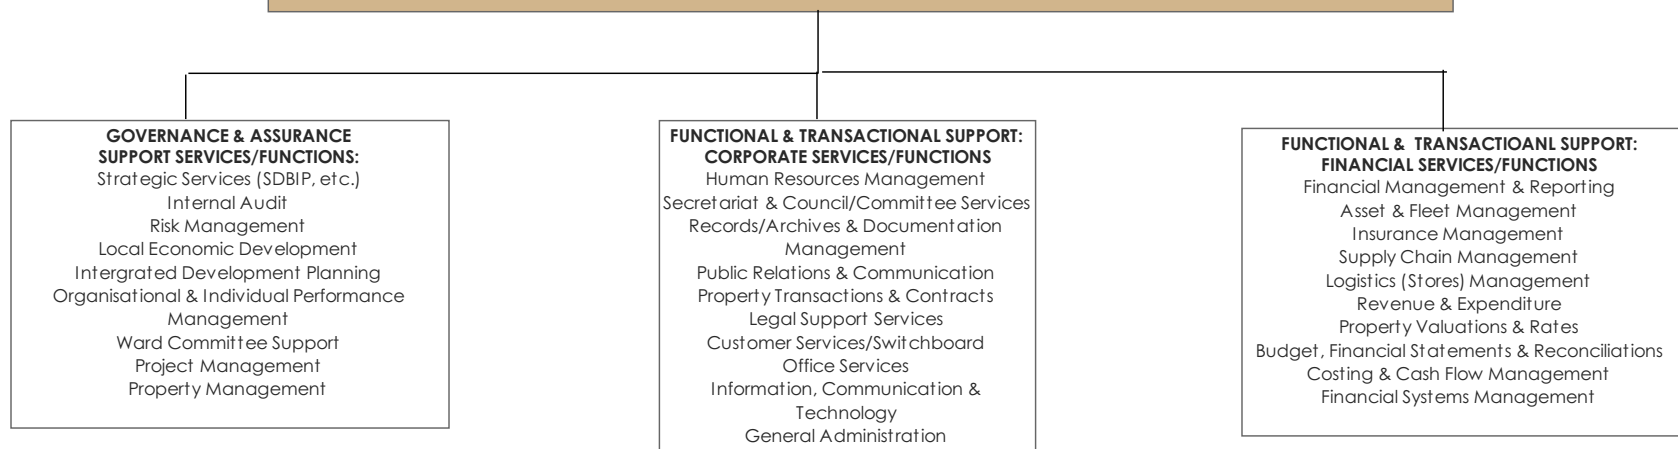 GOVERNANCE & ASSURANCE
SUPPORT SERVICES/FUNCTIONS:
Strategic Services (SDBIP, etc.)
Internal Audit
Risk Management
Local Economic Development
Intergrated Development Planning
Organisational & Individual Performance
Management
Ward Committee Support
Project Management
Property Management
FUNCTIONAL & TRANSACTIONAL SUPPORT:
CORPORATE SERVICES/FUNCTIONS
Human Resources Management
Secretariat & Council/Committee Services
Records/Archives & Documentation
Management
Public Relations & Communication
Property Transactions & Contracts
Legal Support Services
Customer Services/Switchboard
Office Services
Information, Communication &
Technology
General Administration
FUNCTIONAL & TRANSACTIOANL SUPPORT:
FINANCIAL SERVICES/FUNCTIONS
Financial Management & Reporting
Asset & Fleet Management
Insurance Management
Supply Chain Management
Logistics (Stores) Management
Revenue & Expenditure
Property Valuations & Rates
Budget, Financial Statements & Reconciliations
Costing & Cash Flow Management
Financial Systems Management